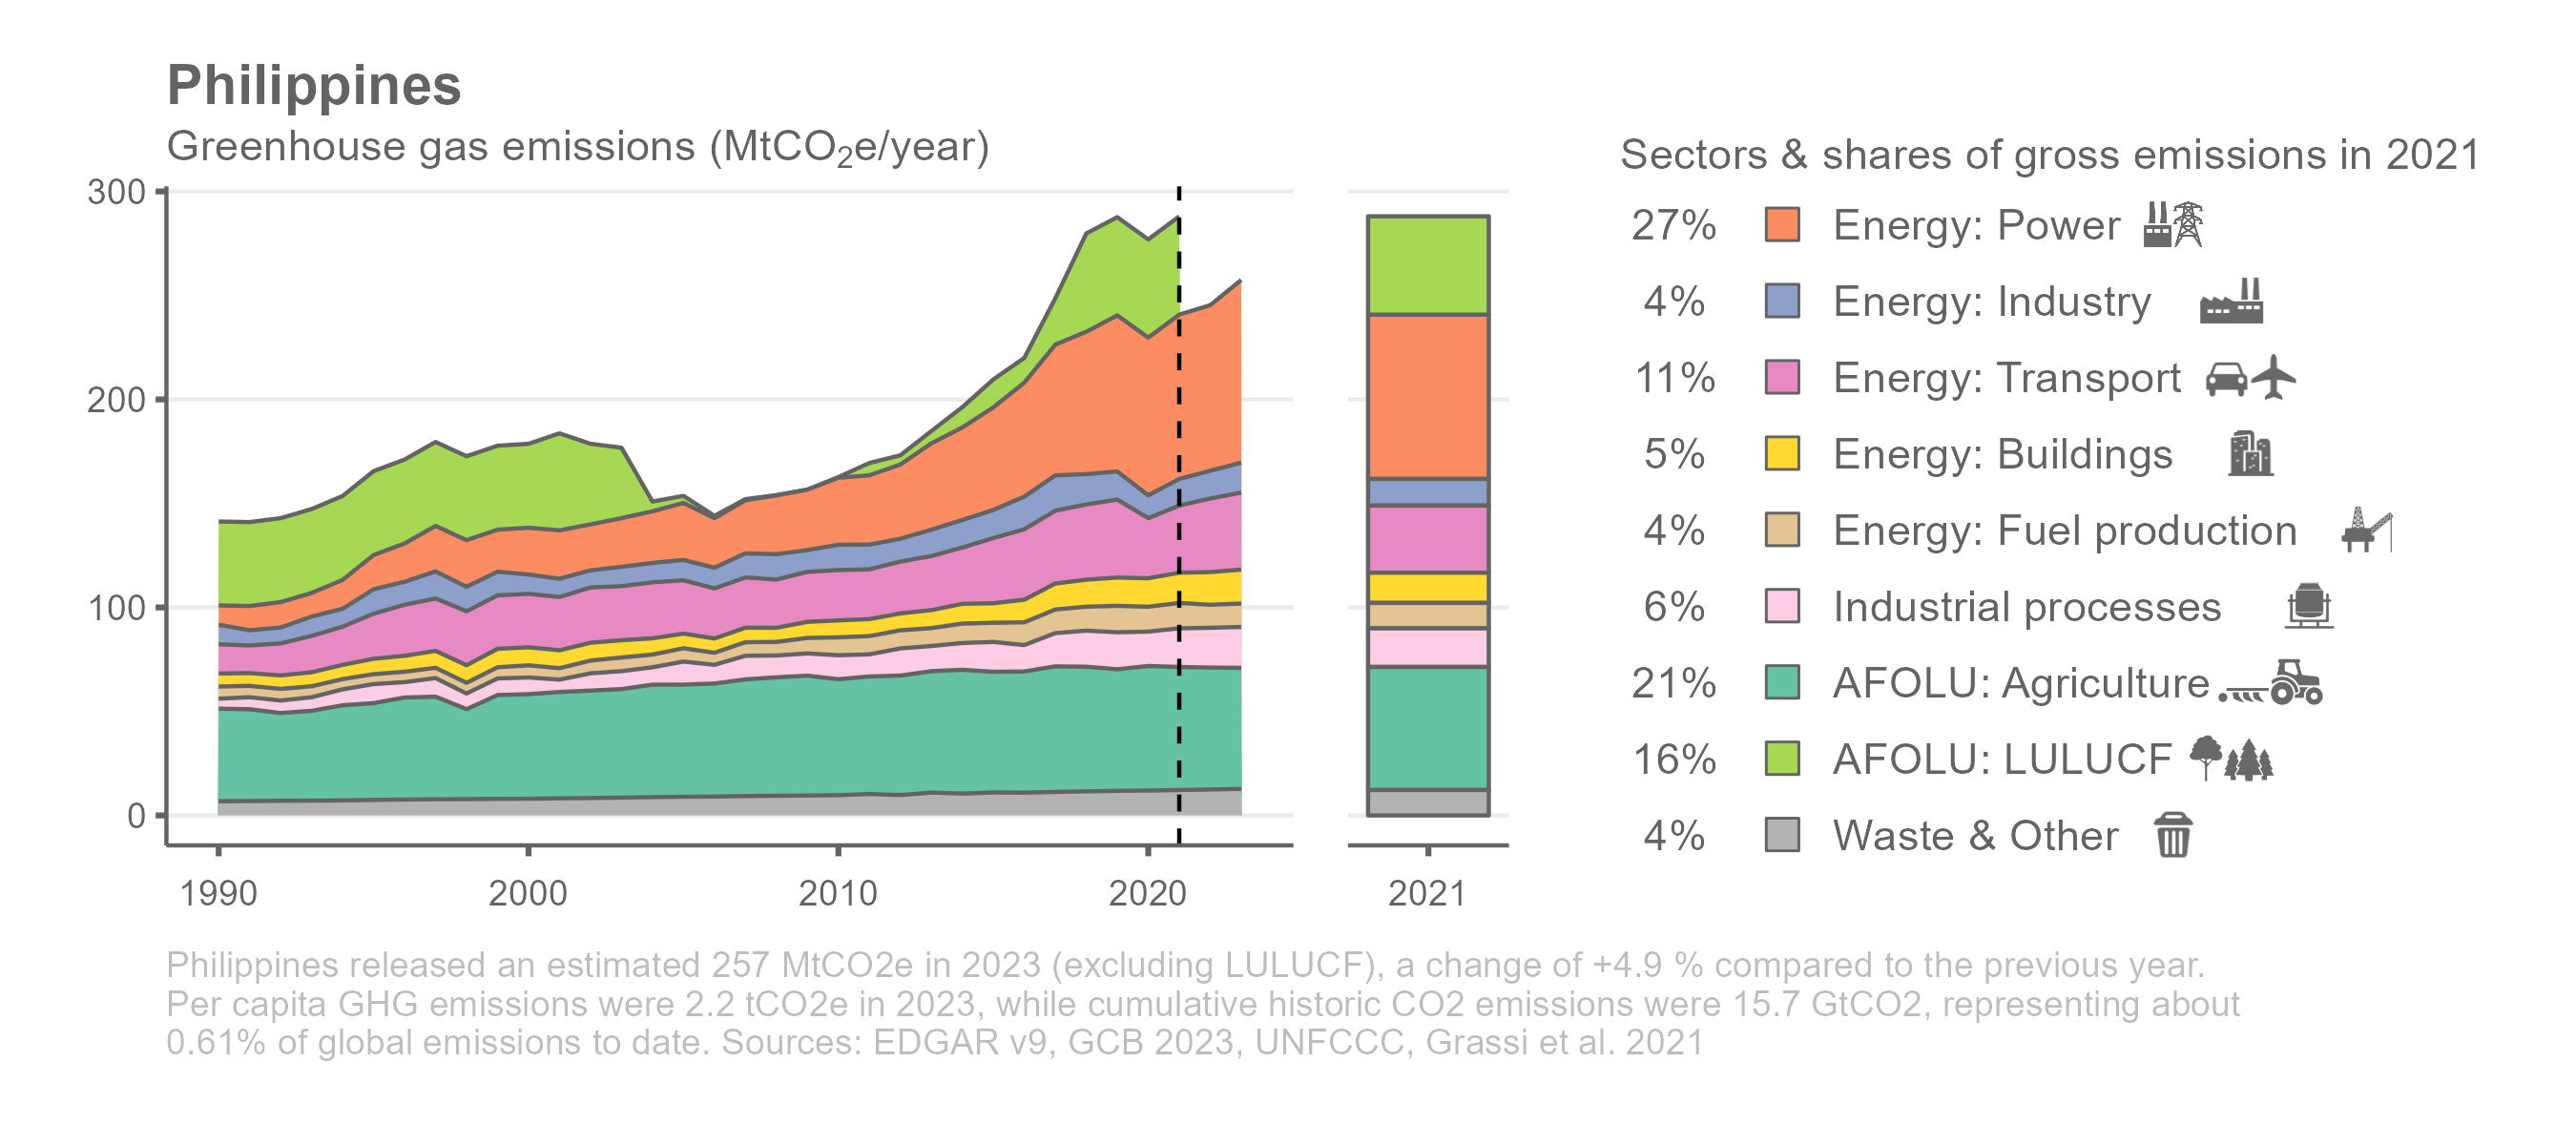 Philippines
Greenhouse gas emissions (MtCO₂e/year)
300
200
100
0
1990
2000
2010
2020
2021
Sectors & shares of gross emissions in 2021
27% Energy: Power
4% Energy: Industry
11% Energy: Transport
5% Energy: Buildings
4% Energy: Fuel production
6% Industrial processes
21% AFOLU: Agriculture
16% AFOLU: LULUCF
4% Waste & Other
Philippines released an estimated 257 MtCO2e in 2023 (excluding LULUCF), a change of +4.9 % compared to the previous year.
Per capita GHG emissions were 2.2 tCO2e in 2023, while cumulative historic CO2 emissions were 15.7 GtCO2, representing about
0.61% of global emissions to date. Sources: EDGAR v9, GCB 2023, UNFCCC, Grassi et al. 2021